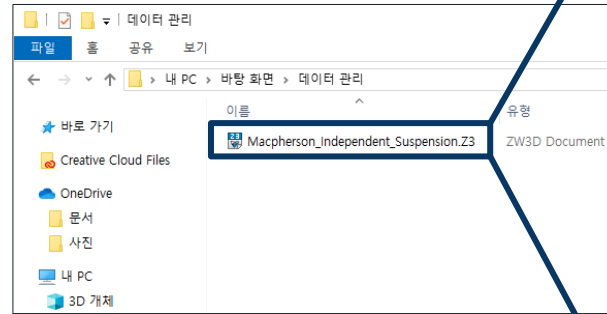 데이터 관리
파일 홈 공유 보기
내 PC > 바탕 화면 > 데이터 관리
이름 유형
바로 가기
Macpherson_Independent_Suspension.Z3 ZW3D Document
Creative Cloud Files
OneDrive
문서
사진
내 PC
3D 개체